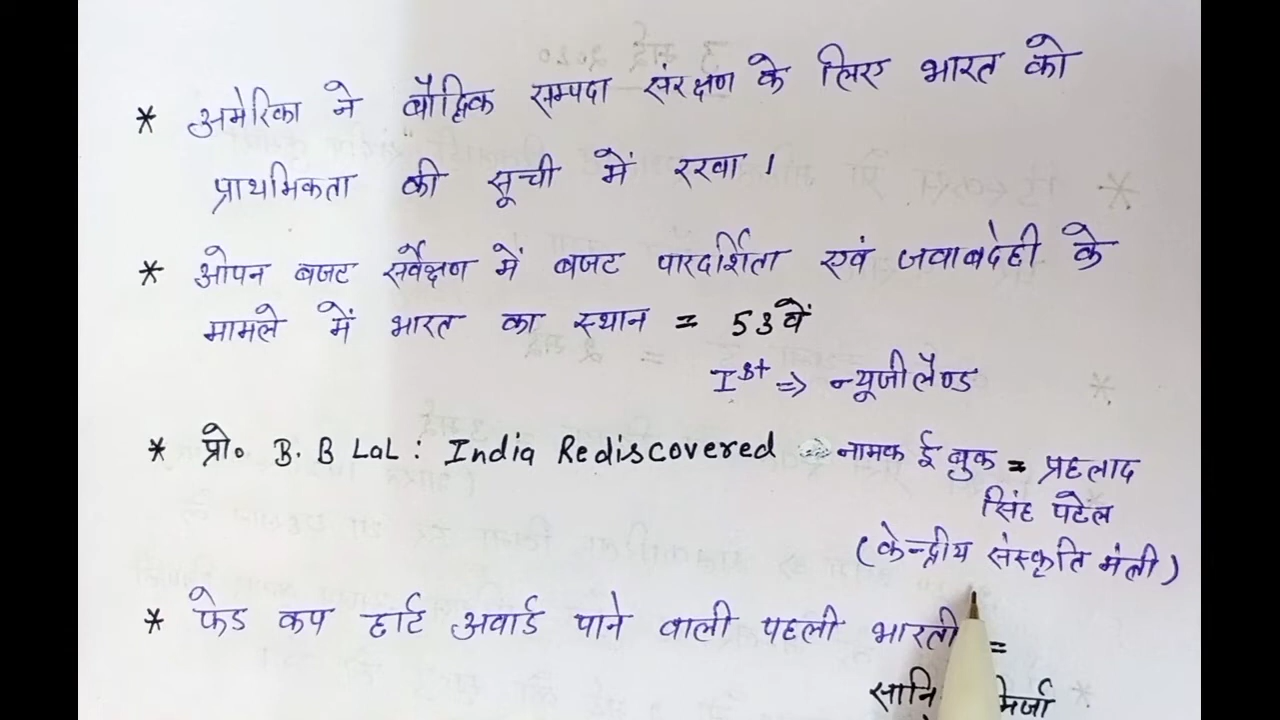 * अमेरिका ने बौद्धिक सम्पदा संरक्षण के लिए भारत को
प्राथमिकता की सूची में रखा ।
* ओपन बजट सर्वेक्षण में बजट पारदर्शिता एवं जवाबदेही के
मामले में भारत का स्थान = 53वें
Ist => न्यूजीलैण्ड
* प्रो० B. B Lal : India Rediscovered नामक ई बुक = प्रहलाद
सिंह पटेल
(केन्द्रीय संस्कृति मंत्री)
* फेड कप हार्ट अवार्ड पाने वाली पहली भारती =
सानि मिर्जा